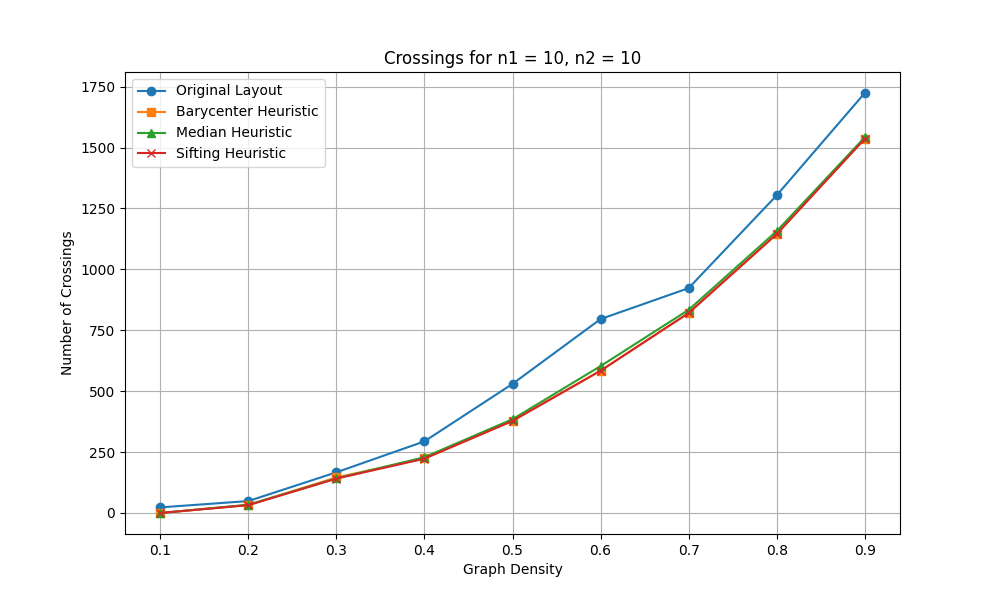 Crossings for n1 = 10, n2 = 10
Original Layout
Barycenter Heuristic
Median Heuristic
Sifting Heuristic
Number of Crossings
1750
1500
1250
1000
750
500
250
0
0.1 0.2 0.3 0.4 0.5 0.6 0.7 0.8 0.9
Graph Density